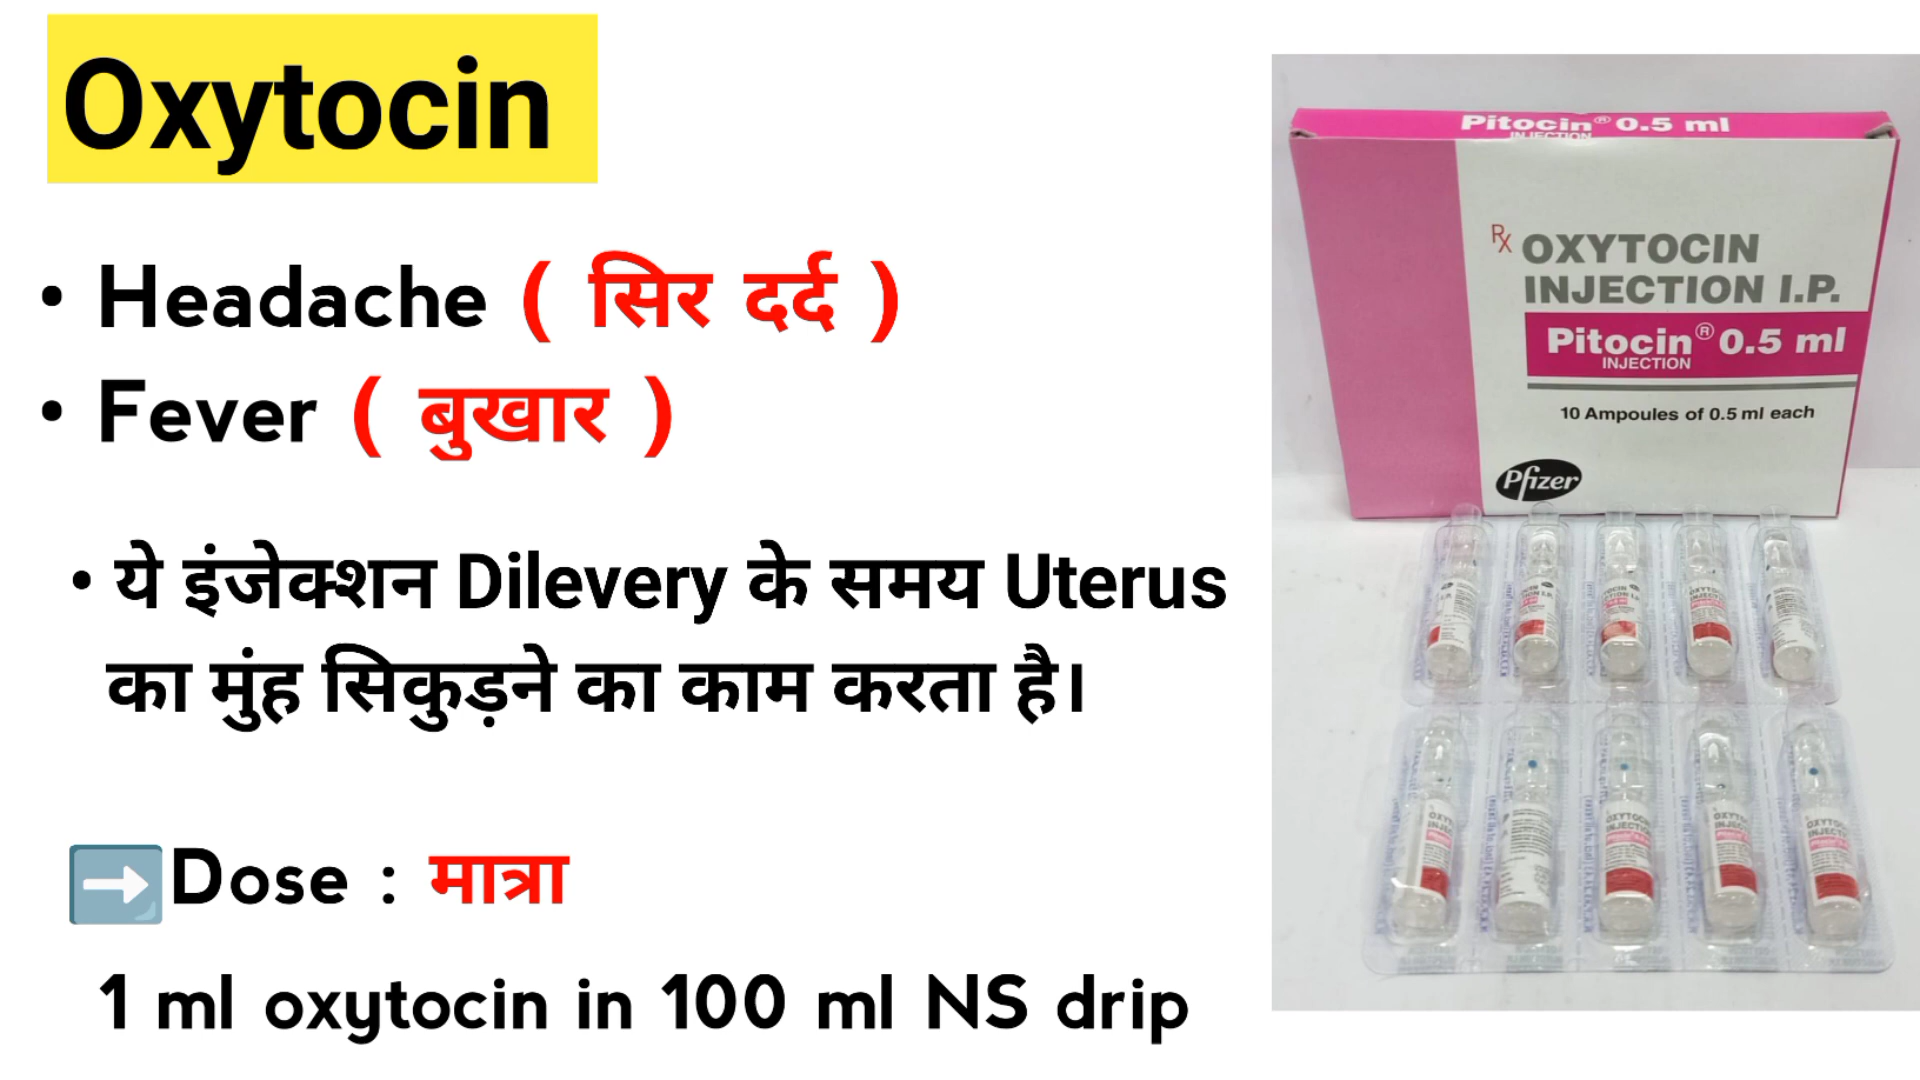 Oxytocin
• Headache ( सिर दर्द )
• Fever ( बुखार )
• ये इंजेक्शन Dilevery के समय Uterus
का मुंह सिकुड़ने का काम करता है।
Dose : मात्रा
1 ml oxytocin in 100 ml NS drip
Pitocin® 0.5 ml
INJECTION
Rx OXYTOCIN
INJECTION I.P.
Pitocin® 0.5 ml
INJECTION
10 Ampoules of 0.5 ml each
Pfizer